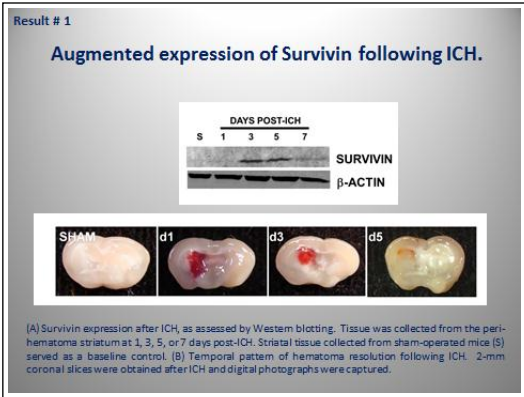 Result # 1
Augmented expression of Survivin following ICH.
DAYS POST-ICH
S 1 3 5 7
SURVIVIN
β-ACTIN
SHAM d1 d3 d5
(A) Survivin expression after ICH, as assessed by Western blotting. Tissue was collected from the peri-
hematoma striatum at 1, 3, 5, or 7 days post-ICH. Striatal tissue collected from sham-operated mice (S)
served as a baseline control. (B) Temporal pattern of hematoma resolution following ICH. 2-mm
coronal slices were obtained after ICH and digital photographs were captured.